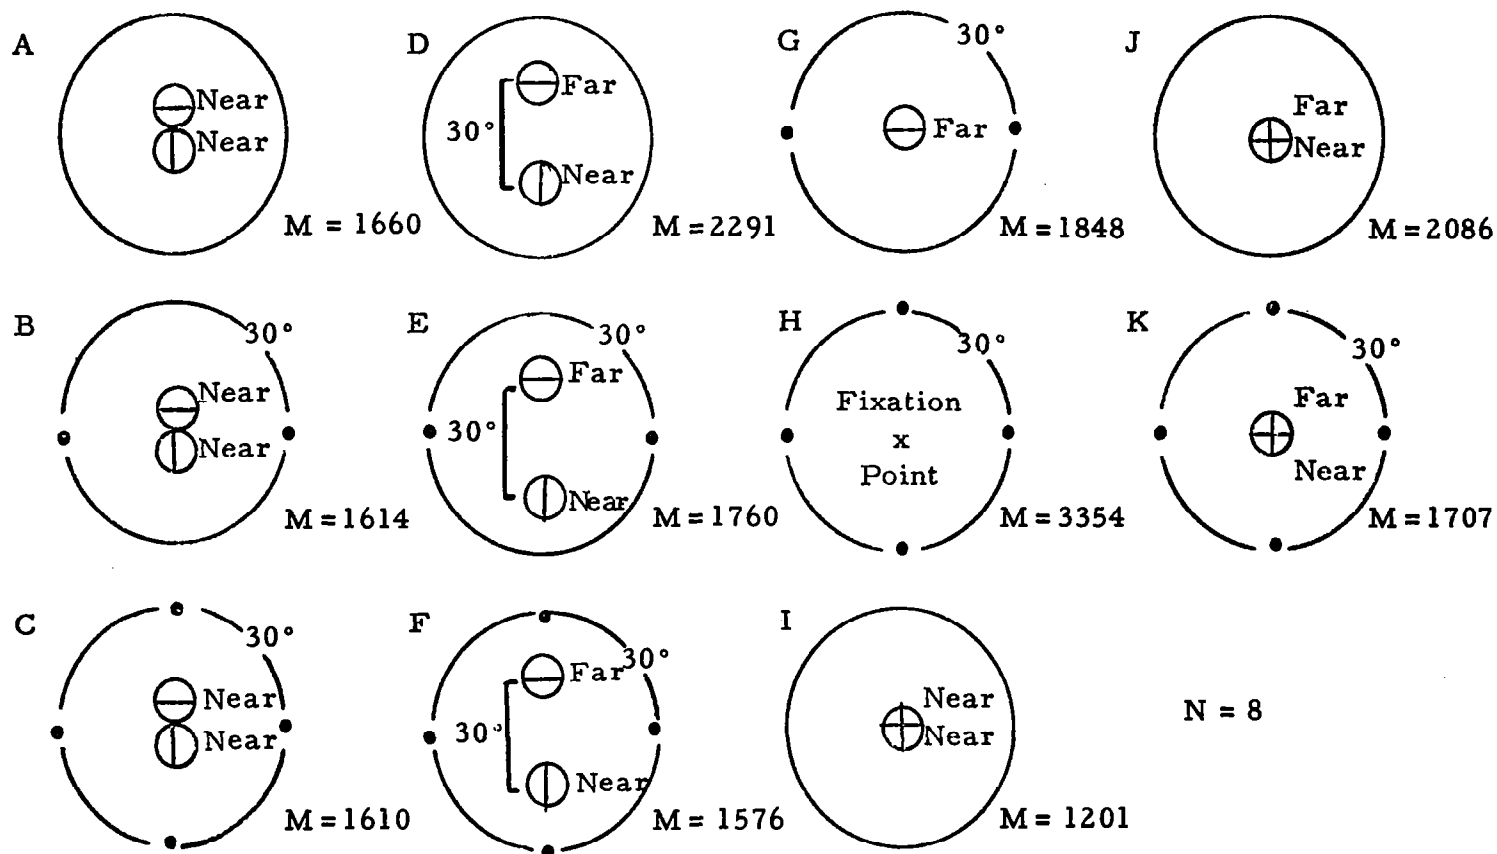 A
Near
Near
M = 1660
D
Far
30°
Near
M = 2291
G
30°
Far
M = 1848
J
Far
Near
M = 2086
B
30°
Near
Near
M = 1614
E
30°
Far
30°
Near
M = 1760
H
30°
Fixation
x
Point
M = 3354
K
30°
Far
Near
M = 1707
C
30°
Near
Near
M = 1610
F
Far 30°
30°
Near
M = 1576
I
Near
Near
M = 1201
N = 8